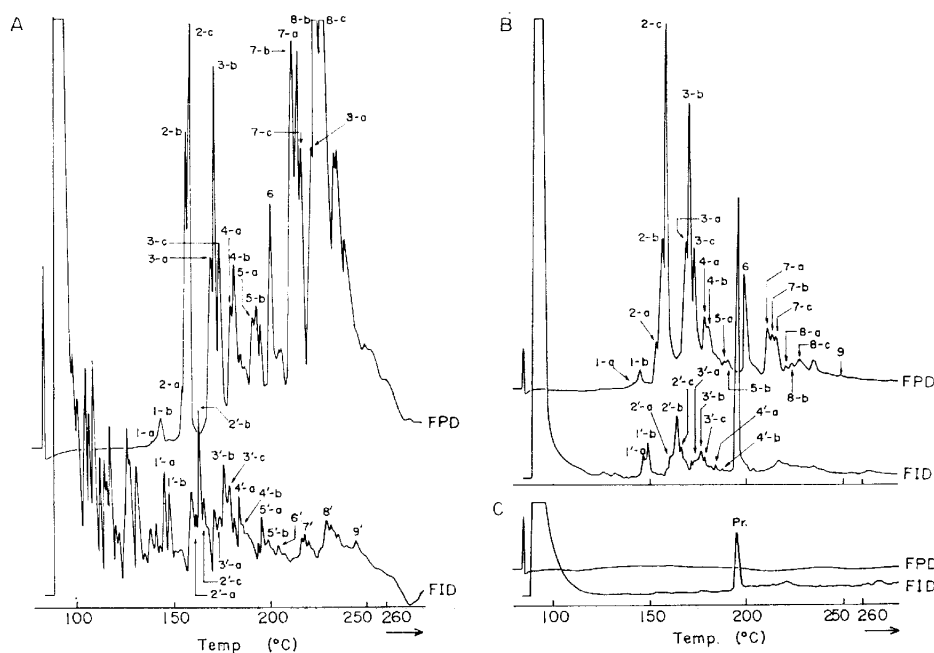 A
2-c
8-b
8-c
7-a
7-b
3-b
2-b
7-c
3-a
6
3-c
4-a
3-a
4-b
5-a
5-b
2-a
1-b
1-a
FPD
2'-b
1'-a
3'-b
3'-c
1'-b
4'-a
4'-b
5'-a
6'
8'
5'-b
7'
9'
3'-a
2'-c
2'-a
FID
100
150
200
250
260
Temp (°C)
B
2-c
3-b
3-a
2-b
3-c
4-a
4-b
6
7-a
7-b
7-c
2-a
5-a
8-a
8-c
9
1-a
1-b
FPD
3'-a
5-b
8-b
2'-c
2'-a
2'-b
3'-b
1'-b
3'-c
4'-a
1'-a
4'-b
FID
C
Pr.
FPD
FID
100
150
200
250
260
Temp. (°C)